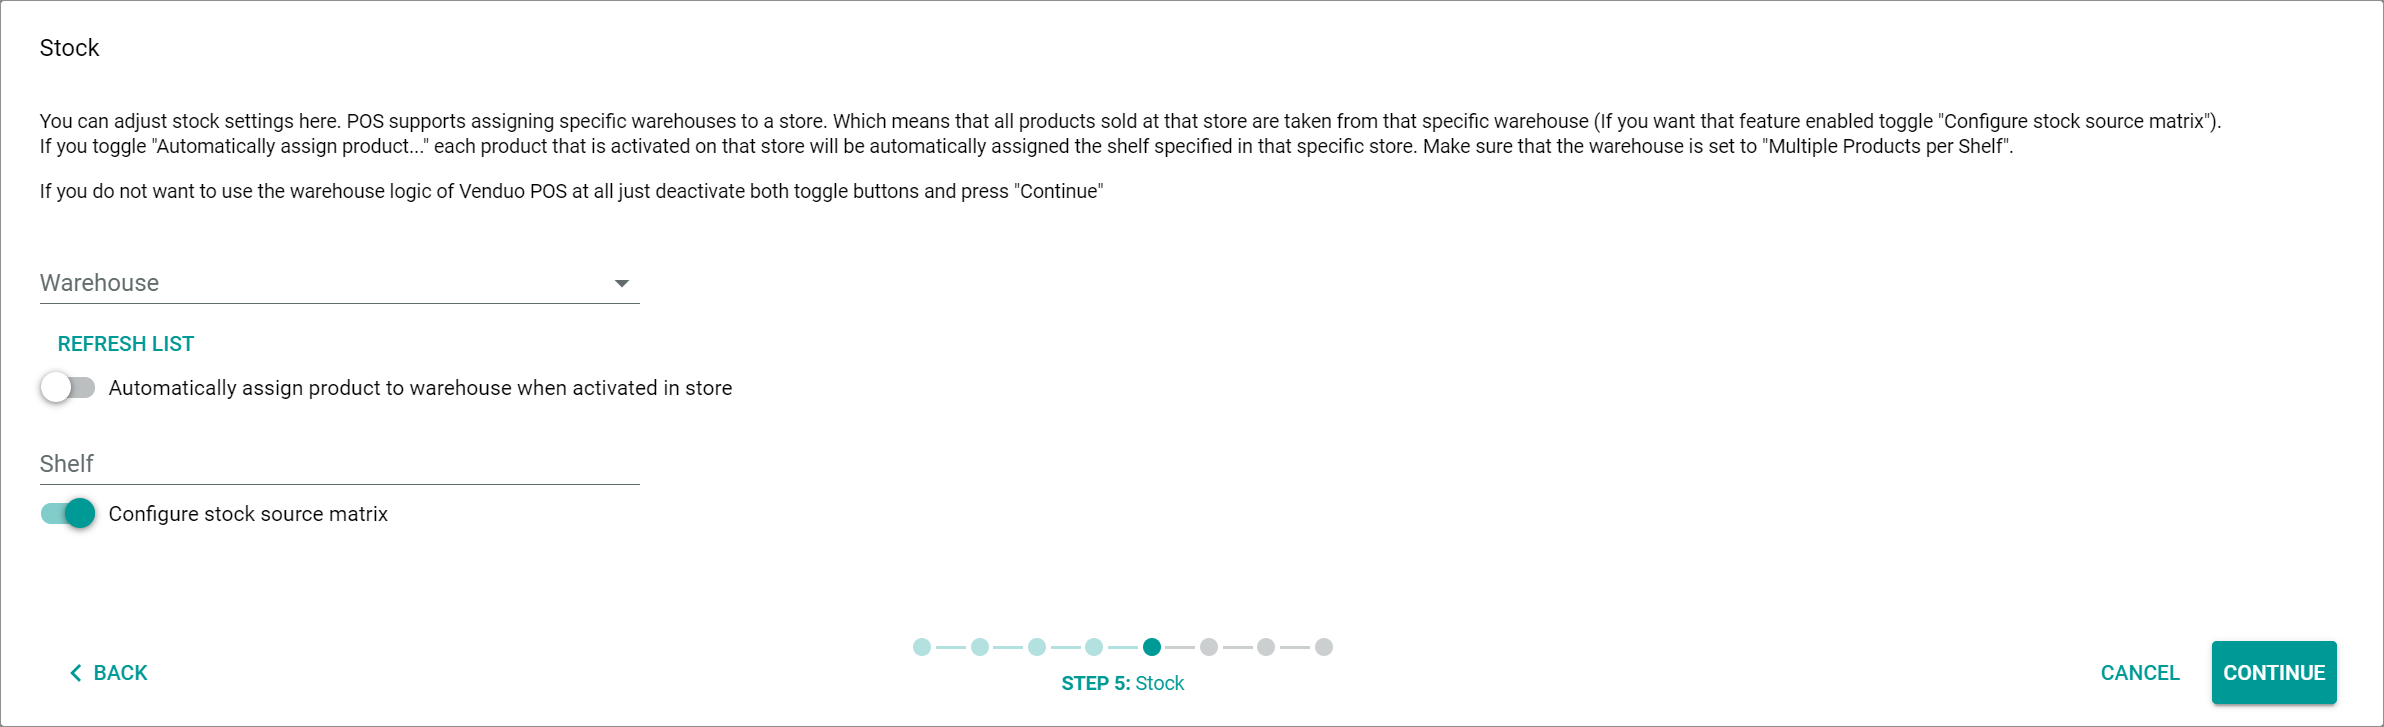 Stock
You can adjust stock settings here. POS supports assigning specific warehouses to a store. Which means that all products sold at that store are taken from that specific warehouse (If you want that feature enabled toggle "Configure stock source matrix").
If you toggle "Automatically assign product..." each product that is activated on that store will be automatically assigned the shelf specified in that specific store. Make sure that the warehouse is set to "Multiple Products per Shelf".
If you do not want to use the warehouse logic of Venduo POS at all just deactivate both toggle buttons and press "Continue"
Warehouse
REFRESH LIST
Automatically assign product to warehouse when activated in store
Shelf
Configure stock source matrix
BACK
STEP 5: Stock
CANCEL
CONTINUE